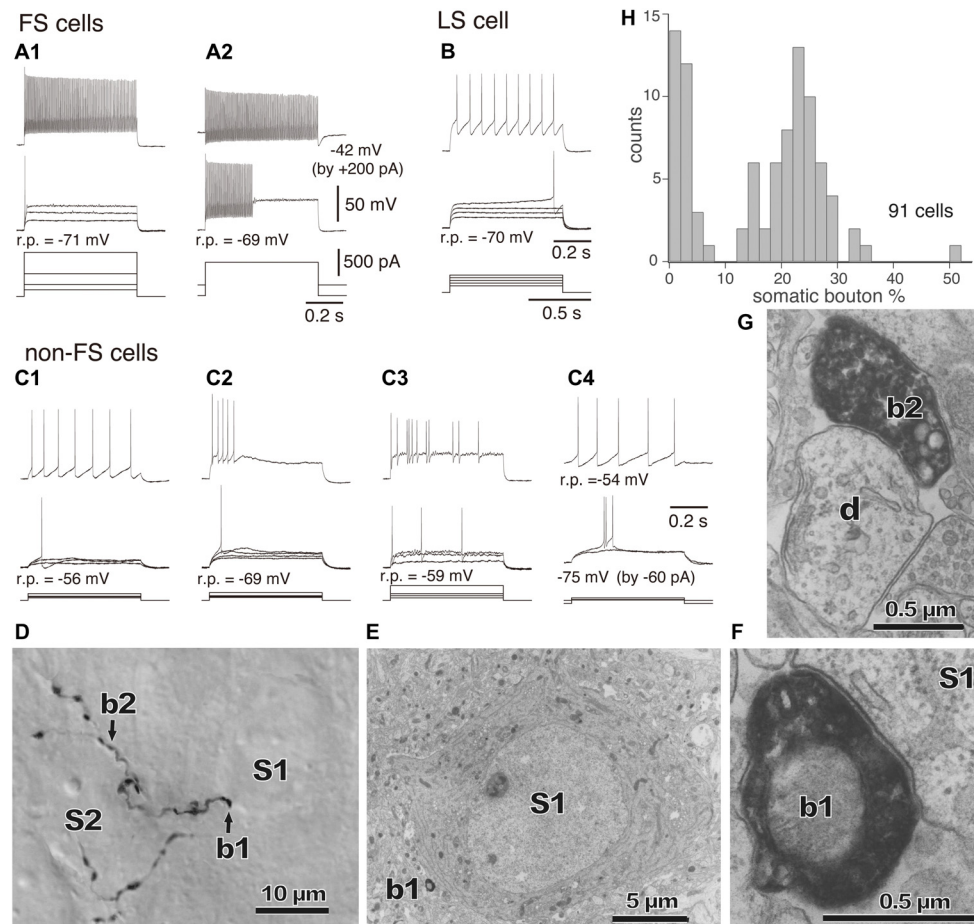 FS cells
A1
A2
-42 mV
(by +200 pA)
50 mV
r.p. = -71 mV
r.p. = -69 mV
500 pA
0.2 s
LS cell
B
r.p. = -70 mV
0.2 s
0.5 s
H
15
10
5
0
counts
91 cells
0 10 20 30 40 50
somatic bouton %
non-FS cells
C1
C2
C3
C4
r.p. =-54 mV
0.2 s
r.p. = -56 mV
r.p. = -69 mV
r.p. = -59 mV
-75 mV (by -60 pA)
G
b2
d
0.5 μm
D
b2
S1
S2
b1
10 μm
E
S1
b1
5 μm
F
S1
b1
0.5 μm